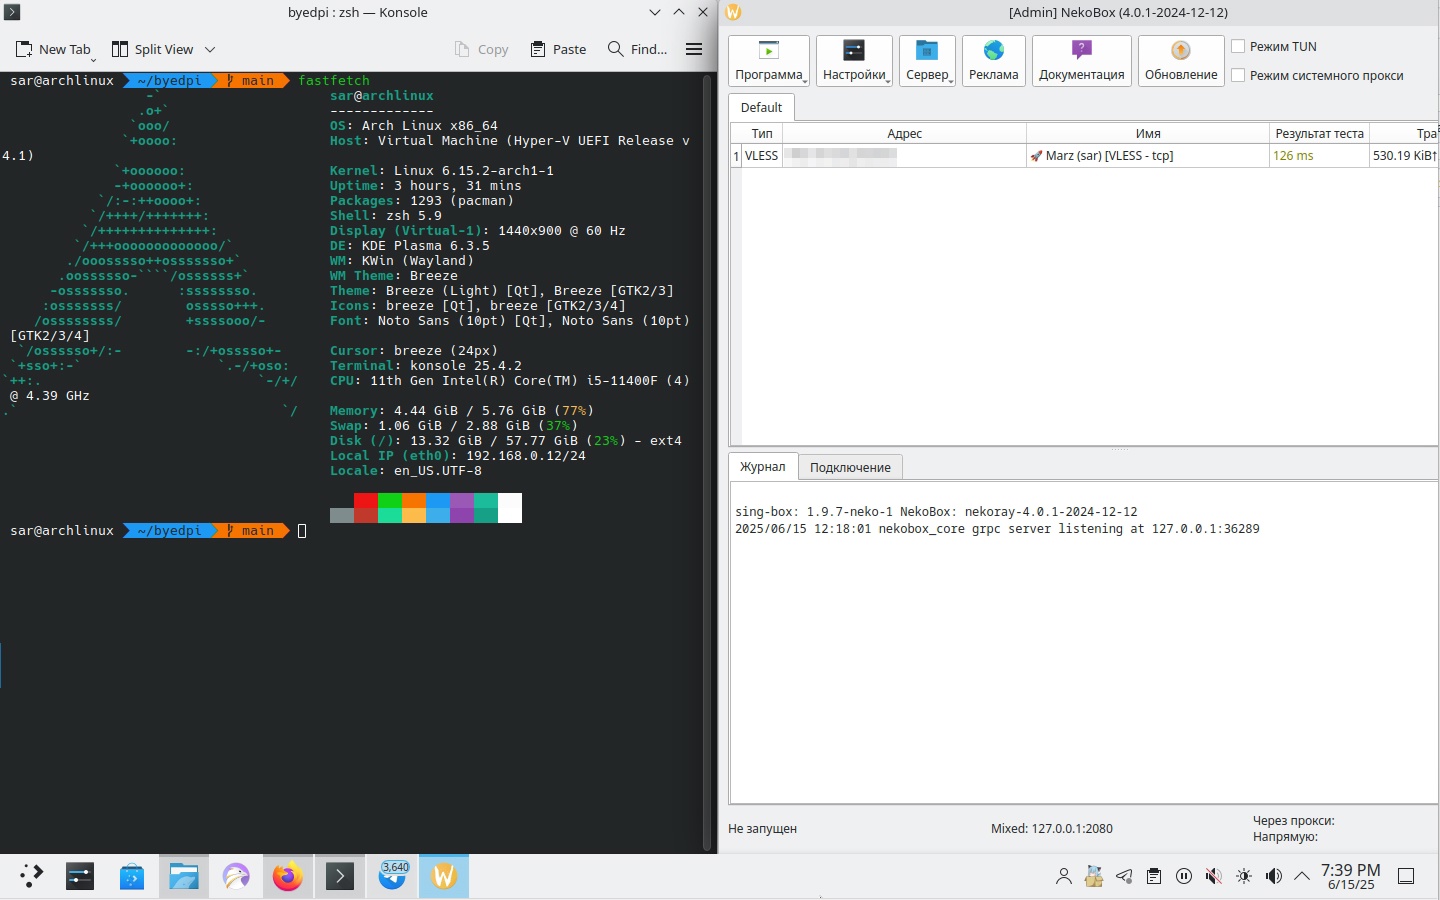 byedpi : zsh — Konsole
New Tab
Split View
Copy
Paste
Find...
sar@archlinux ~/byedpi main fastfetch
sar@archlinux
-------------
OS: Arch Linux x86_64
Host: Virtual Machine (Hyper-V UEFI Release v
4.1)
Kernel: Linux 6.15.2-arch1-1
Uptime: 3 hours, 31 mins
Packages: 1293 (pacman)
Shell: zsh 5.9
Display (Virtual-1): 1440x900 @ 60 Hz
DE: KDE Plasma 6.3.5
WM: KWin (Wayland)
WM Theme: Breeze
Theme: Breeze (Light) [Qt], Breeze [GTK2/3]
Icons: breeze [Qt], breeze [GTK2/3/4]
Font: Noto Sans (10pt) [Qt], Noto Sans (10pt)
[GTK2/3/4]
Cursor: breeze (24px)
Terminal: konsole 25.4.2
CPU: 11th Gen Intel(R) Core(TM) i5-11400F (4)
@ 4.39 GHz
Memory: 4.44 GiB / 5.76 GiB (77%)
Swap: 1.06 GiB / 2.88 GiB (37%)
Disk (/): 13.32 GiB / 57.77 GiB (23%) - ext4
Local IP (eth0): 192.168.0.12/24
Locale: en_US.UTF-8
sar@archlinux ~/byedpi main
[Admin] NekoBox (4.0.1-2024-12-12)
Программа
Настройки
Сервер
Реклама
Документация
Обновление
Режим TUN
Режим системного прокси
Default
Тип Адрес Имя Результат теста Тра
1 VLESS 🚀 Marz (sar) [VLESS - tcp] 126 ms 530.19 KiB↑
Журнал
Подключение
sing-box: 1.9.7-neko-1 NekoBox: nekoray-4.0.1-2024-12-12
2025/06/15 12:18:01 nekobox_core grpc server listening at 127.0.0.1:36289
Не запущен
Mixed: 127.0.0.1:2080
Через прокси:
Напрямую:
3,640
7:39 PM
6/15/25